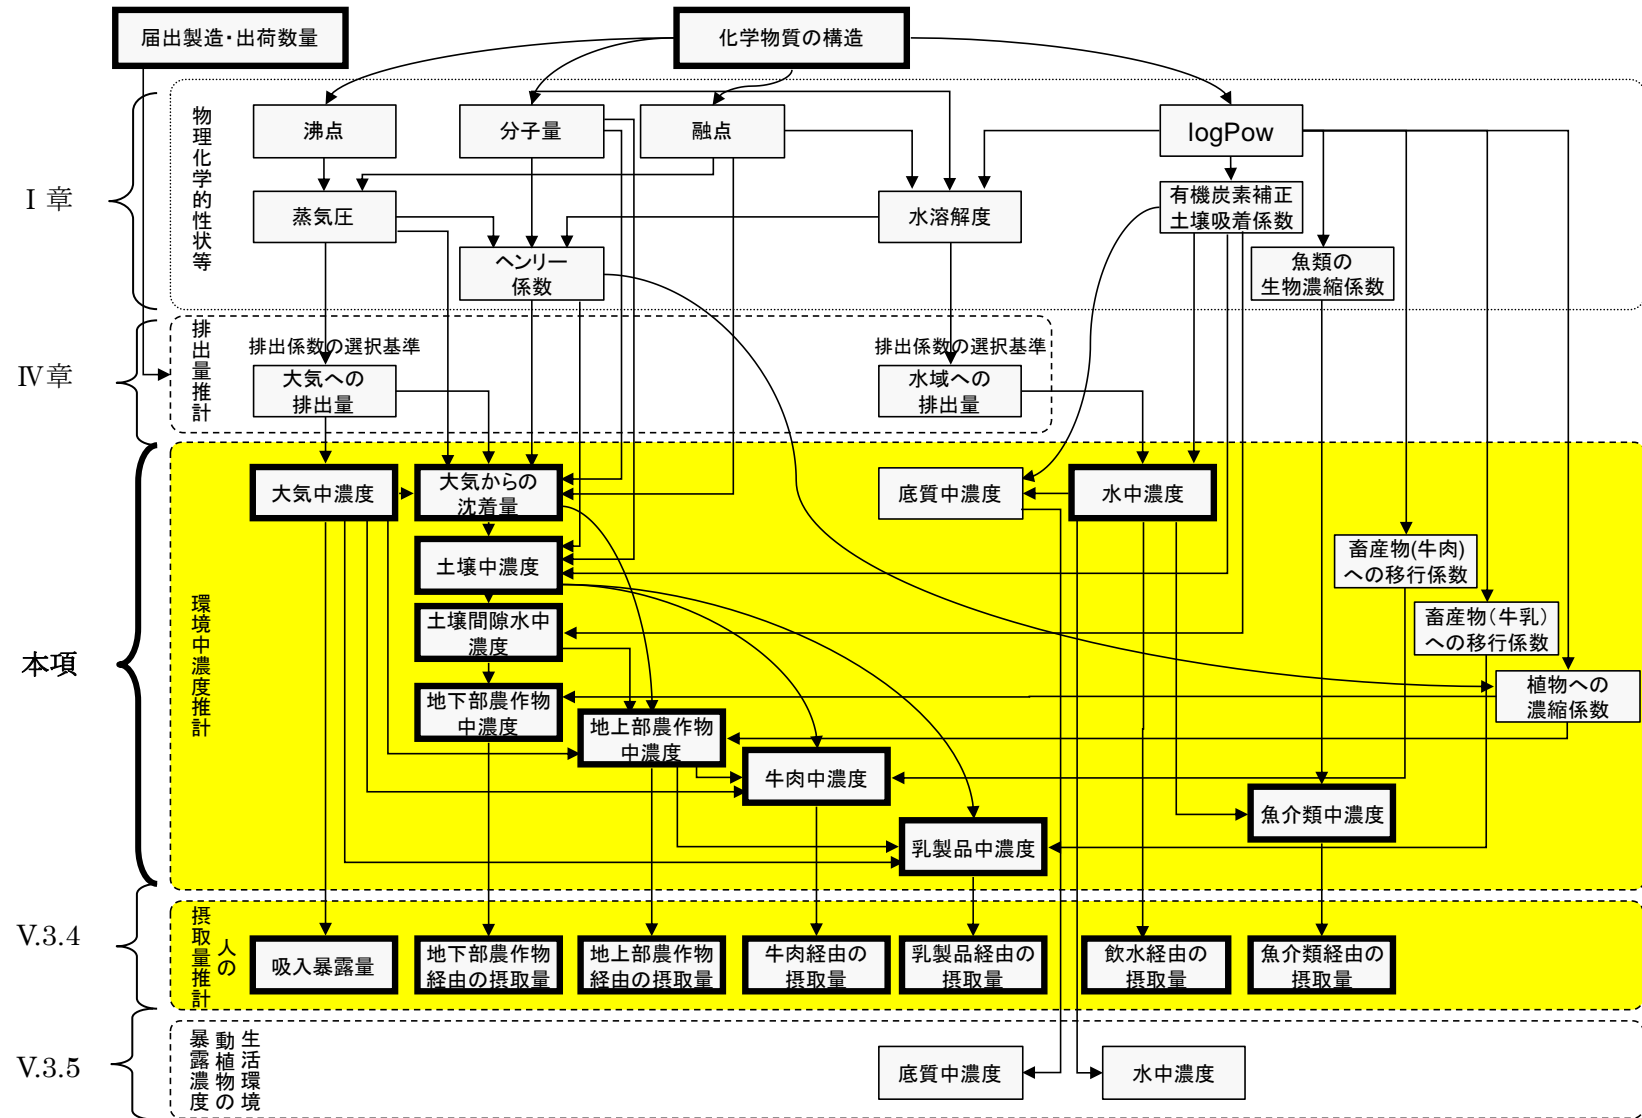 届出製造・出荷数量
化学物質の構造
Ⅰ 章
物理化学的性状等
沸点
分子量
融点
logPow
蒸気圧
水溶解度
有機炭素補正
土壌吸着係数
ヘンリー
係数
魚類の
生物濃縮係数
Ⅳ章
排出量推計
排出係数の選択基準
大気への
排出量
排出係数の選択基準
水域への
排出量
本項
環境中濃度推計
大気中濃度
大気からの
沈着量
底質中濃度
水中濃度
土壌中濃度
畜産物(牛肉)
への移行係数
土壌間隙水中
濃度
畜産物（牛乳）
への移行係数
地下部農作物
中濃度
植物への
濃縮係数
地上部農作物
中濃度
牛肉中濃度
魚介類中濃度
乳製品中濃度
V.3.4
人の
摂取量推計
吸入暴露量
地下部農作物
経由の摂取量
地上部農作物
経由の摂取量
牛肉経由の
摂取量
乳製品経由の
摂取量
飲水経由の
摂取量
魚介類経由の
摂取量
V.3.5
生活環境
動植物の
暴露濃度
底質中濃度
水中濃度